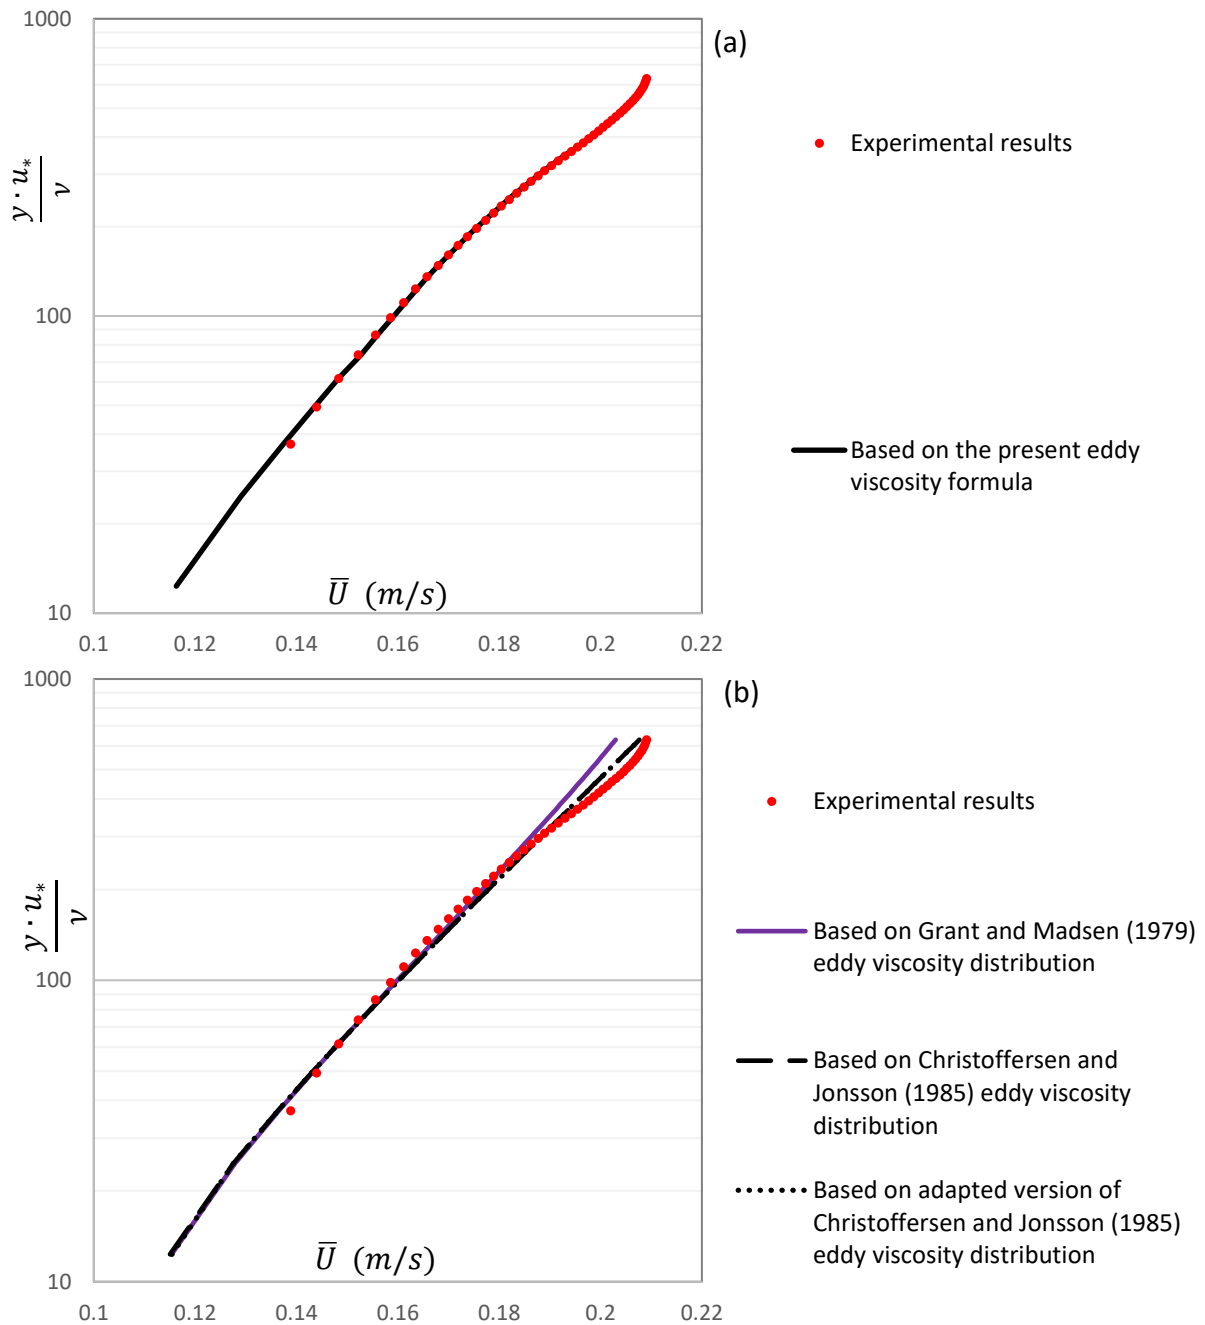 1000
(a)
Experimental results
y · u*
ν
100
Based on the present eddy
viscosity formula
U̅ (m/s)
10
0.1 0.12 0.14 0.16 0.18 0.2 0.22
1000
(b)
Experimental results
y · u*
ν
Based on Grant and Madsen (1979)
eddy viscosity distribution
100
Based on Christoffersen and
Jonsson (1985) eddy viscosity
distribution
Based on adapted version of
Christoffersen and Jonsson (1985)
eddy viscosity distribution
U̅ (m/s)
10
0.1 0.12 0.14 0.16 0.18 0.2 0.22